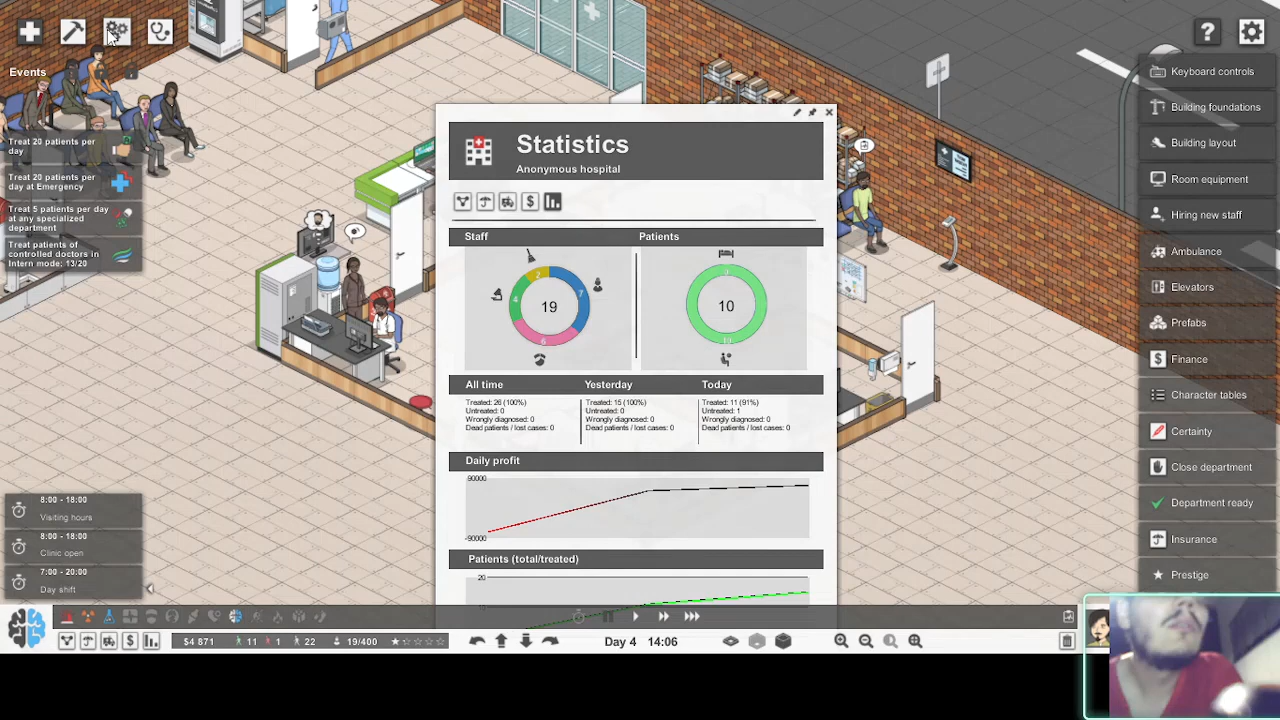 Events
Treat 20 patients per
day
Treat 20 patients per
day at Emergency
Treat 5 patients per day
at any specialized
department
Treat patients of
controlled doctors in
Intern mode: 13/20
8:00 - 18:00
Visiting hours
8:00 - 18:00
Clinic open
7:00 - 20:00
Day shift
Statistics
Anonymous hospital
Staff
Patients
2
7
4
6
19
10
All time
Yesterday
Today
Treated: 26 (100%)
Untreated: 0
Wrongly diagnosed: 0
Dead patients / lost cases: 0
Treated: 15 (100%)
Untreated: 0
Wrongly diagnosed: 0
Dead patients / lost cases: 0
Treated: 11 (91%)
Untreated: 1
Wrongly diagnosed: 0
Dead patients / lost cases: 0
Daily profit
90000
-90000
Patients (total/treated)
20
?
Keyboard controls
Building foundations
Building layout
Room equipment
Hiring new staff
Ambulance
Elevators
Prefabs
Finance
Character tables
Certainty
Close department
Department ready
Insurance
Prestige
$4 871
11
1
22
19/400
Day 4 14:06